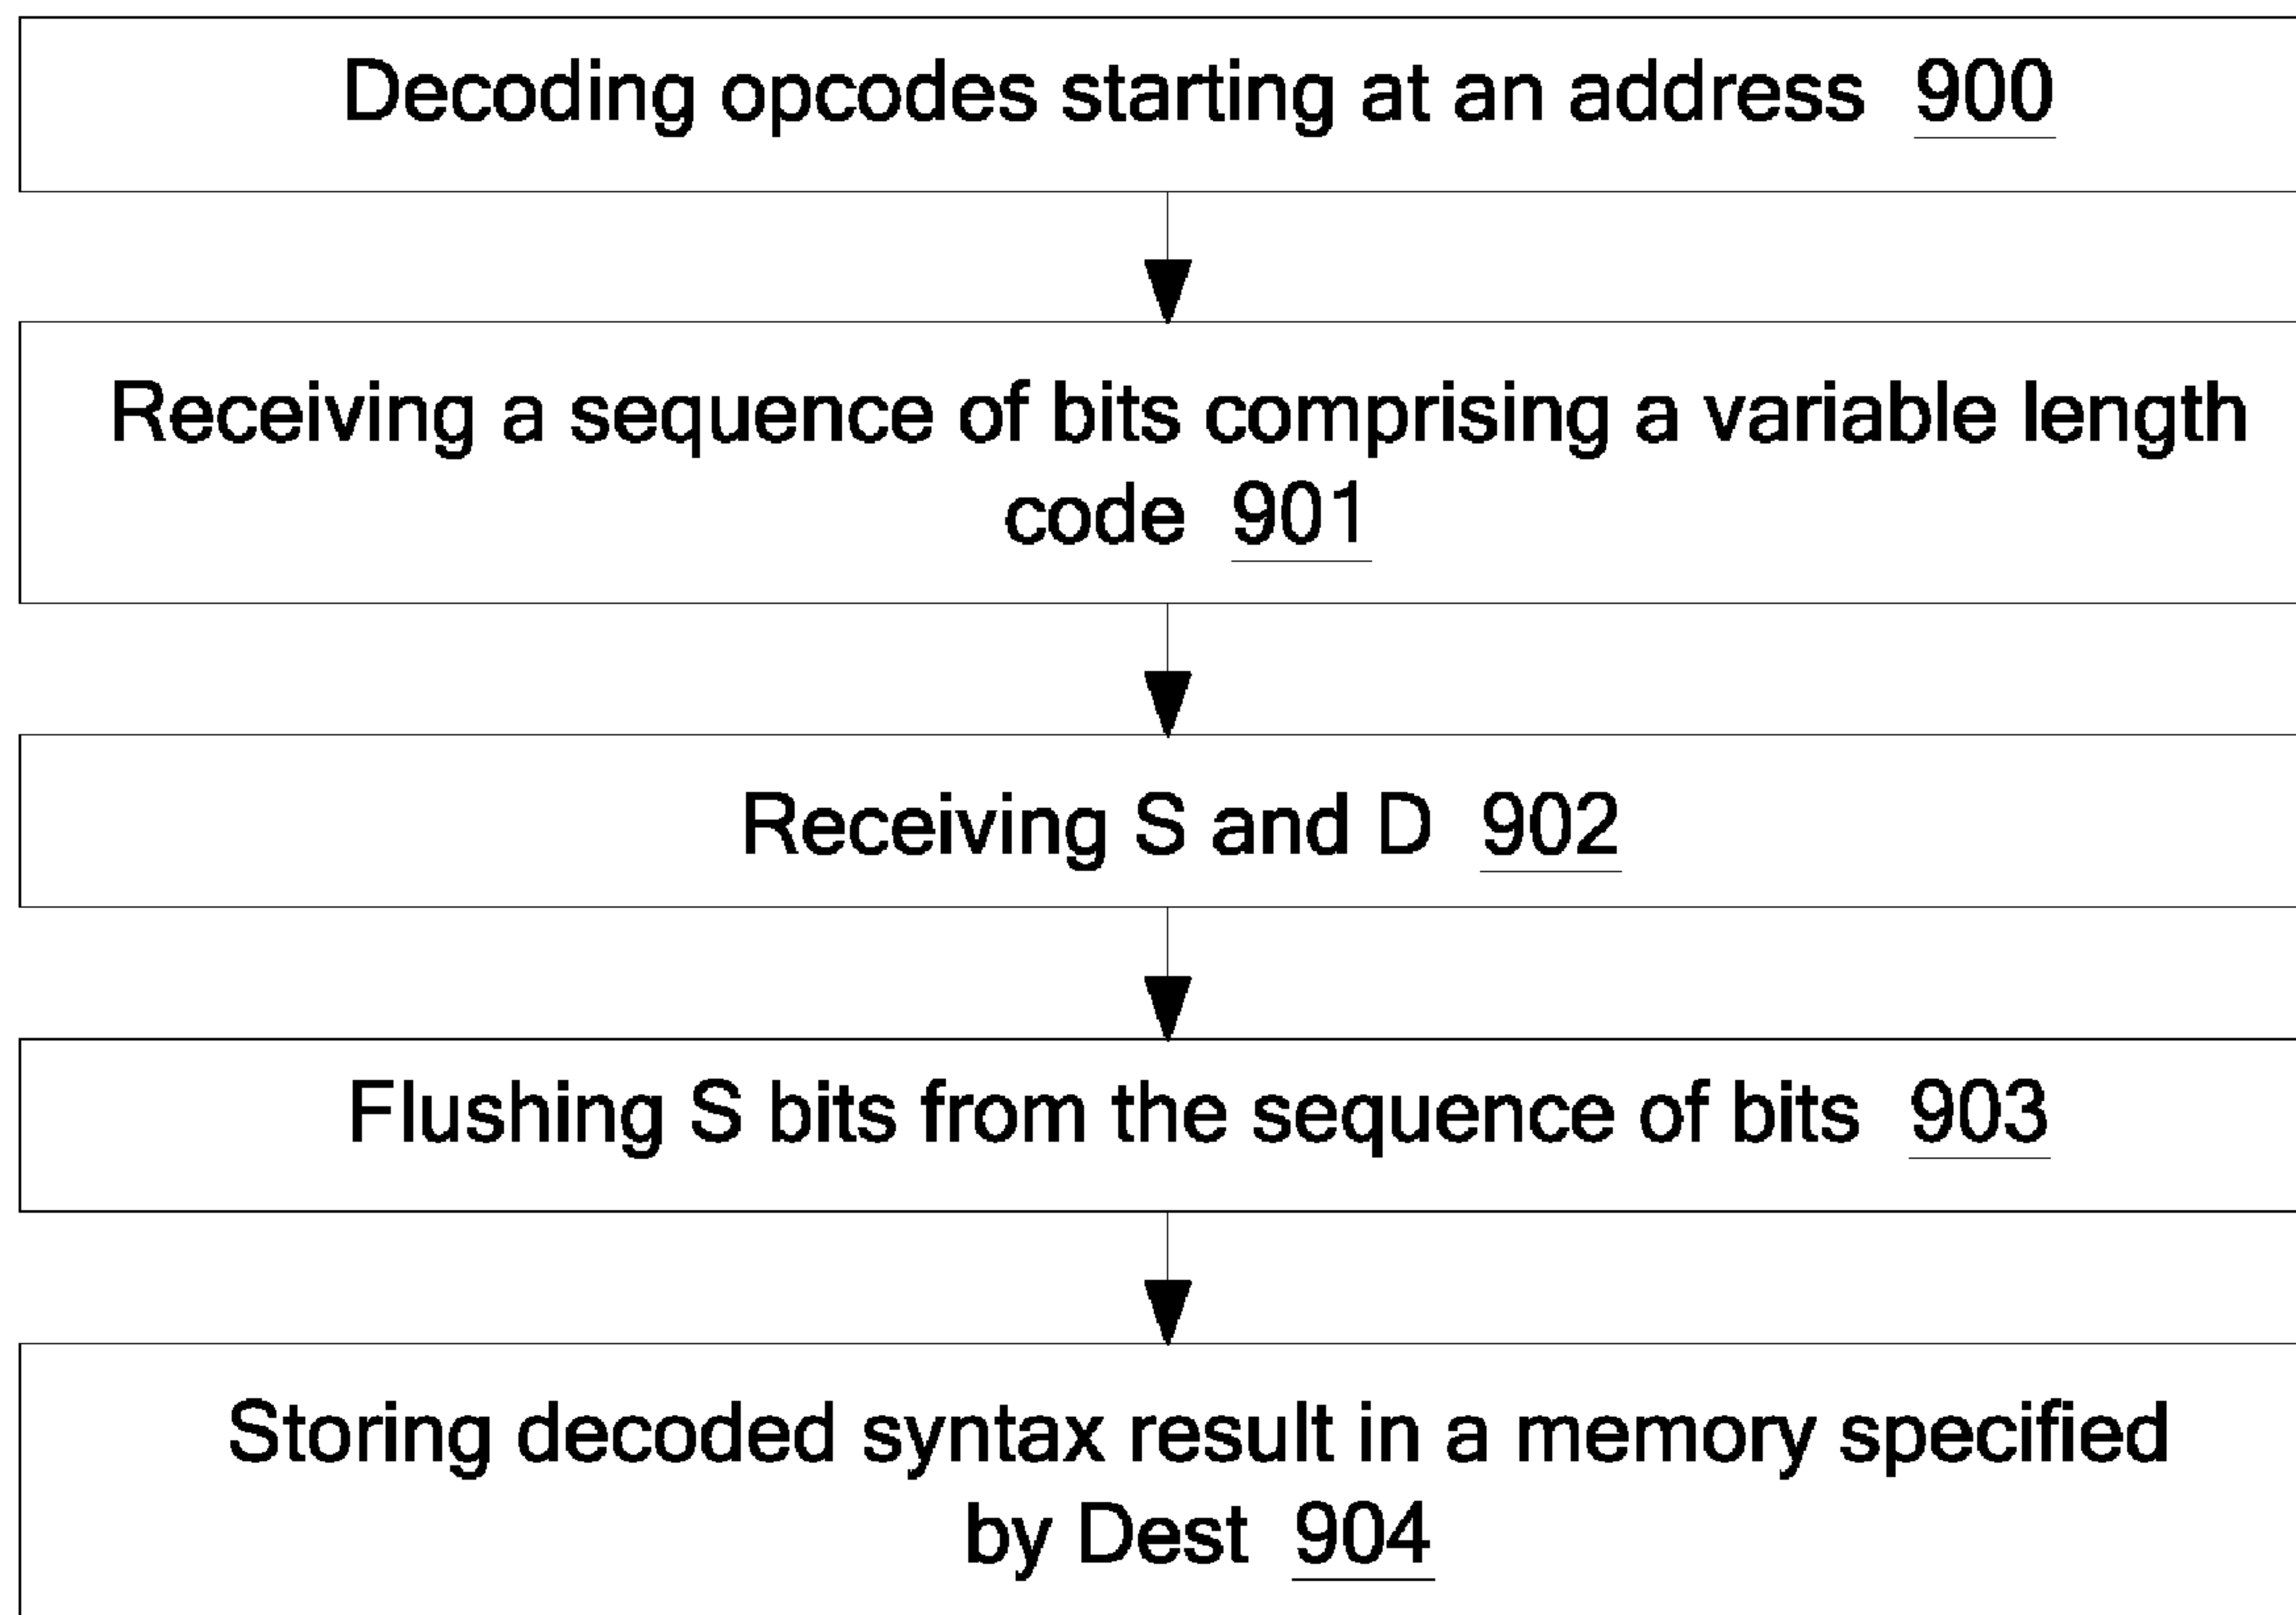 Decoding opcodes starting at an address 900
Receiving a sequence of bits comprising a variable length
code 901
Receiving S and D 902
Flushing S bits from the sequence of bits 903
Storing decoded syntax result in a memory specified
by Dest 904